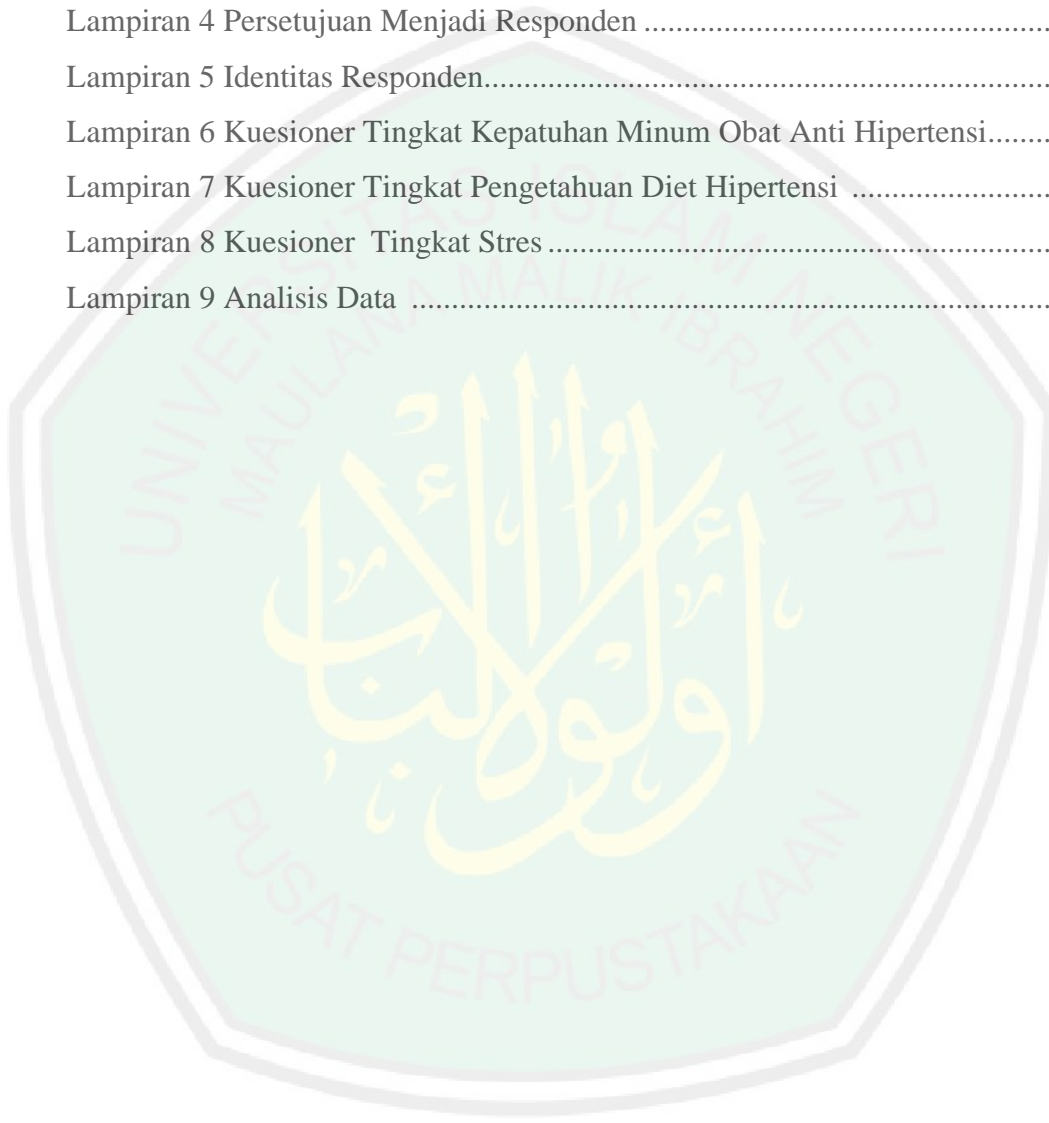 Lampiran 4 Persetujuan Menjadi Responden ..................................................
Lampiran 5 Identitas Responden......................................................................
Lampiran 6 Kuesioner Tingkat Kepatuhan Minum Obat Anti Hipertensi........
Lampiran 7 Kuesioner Tingkat Pengetahuan Diet Hipertensi ........................
Lampiran 8 Kuesioner Tingkat Stres ..............................................................
Lampiran 9 Analisis Data ...............................................................................
UNIVERSITAS ISLAM NEGERI
MAULANA MALIK IBRAHIM
أولوا الألباب
PUSAT PERPUSTAKAAN